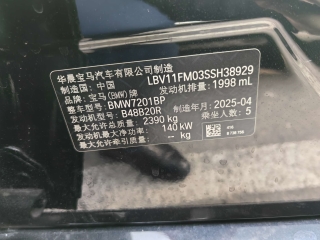 华晨宝马汽车有限公司制造
制造国: 中国 LBV11FM03SSH38929
品牌: 宝马(BMW)牌 发动机排量: 1998 mL
整车型号: BMW7201BP 制造年月: 2025-04
发动机型号: B48B20R 乘坐人数: 5
最大允许总质量: 2390 kg
发动机最大净功率: 140 kW
最大允许牵引质量: -- kg